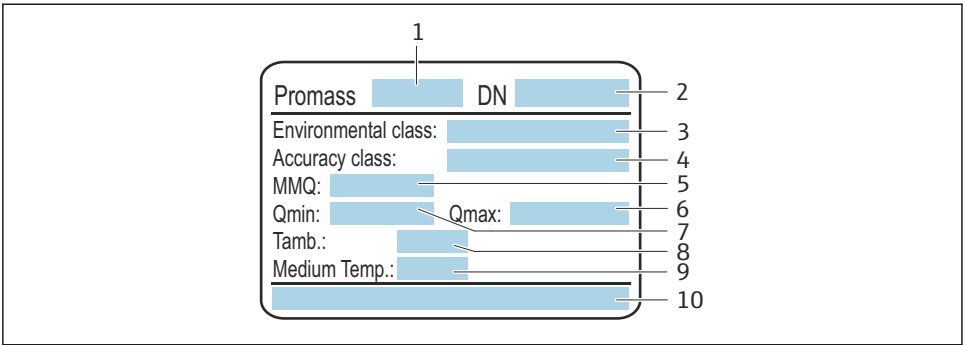 1
Promass DN 2
Environmental class: 3
Accuracy class: 4
MMQ: 5
Qmin: Qmax: 6
7
Tamb.: 8
Medium Temp.: 9
10